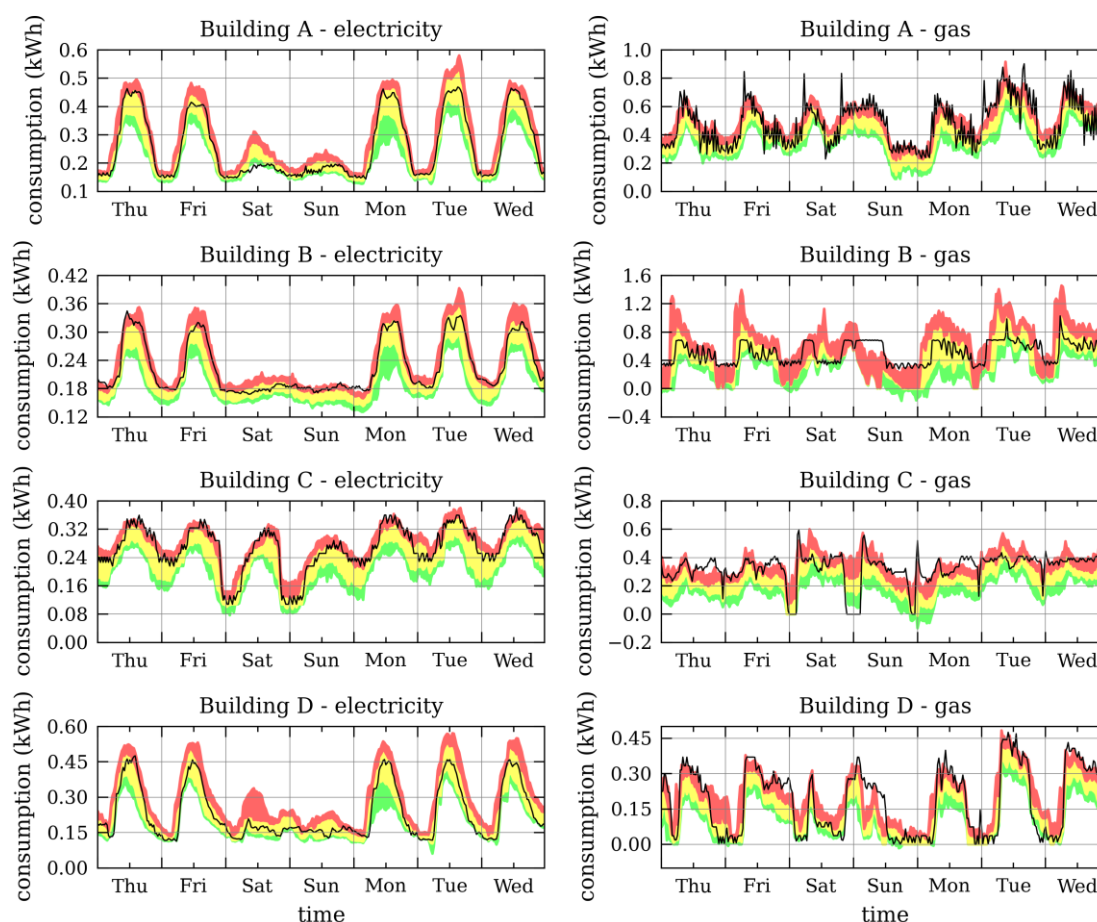 Building A - electricity
consumption (kWh)
0.6
0.5
0.4
0.3
0.2
0.1
Thu Fri Sat Sun Mon Tue Wed
Building A - gas
consumption (kWh)
1.0
0.8
0.6
0.4
0.2
0.0
Thu Fri Sat Sun Mon Tue Wed
Building B - electricity
consumption (kWh)
0.42
0.36
0.30
0.24
0.18
0.12
Thu Fri Sat Sun Mon Tue Wed
Building B - gas
consumption (kWh)
1.6
1.2
0.8
0.4
0.0
−0.4
Thu Fri Sat Sun Mon Tue Wed
Building C - electricity
consumption (kWh)
0.40
0.32
0.24
0.16
0.08
0.00
Thu Fri Sat Sun Mon Tue Wed
Building C - gas
consumption (kWh)
0.8
0.6
0.4
0.2
0.0
−0.2
Thu Fri Sat Sun Mon Tue Wed
Building D - electricity
consumption (kWh)
0.60
0.45
0.30
0.15
0.00
Thu Fri Sat Sun Mon Tue Wed
time
Building D - gas
consumption (kWh)
0.45
0.30
0.15
0.00
Thu Fri Sat Sun Mon Tue Wed
time